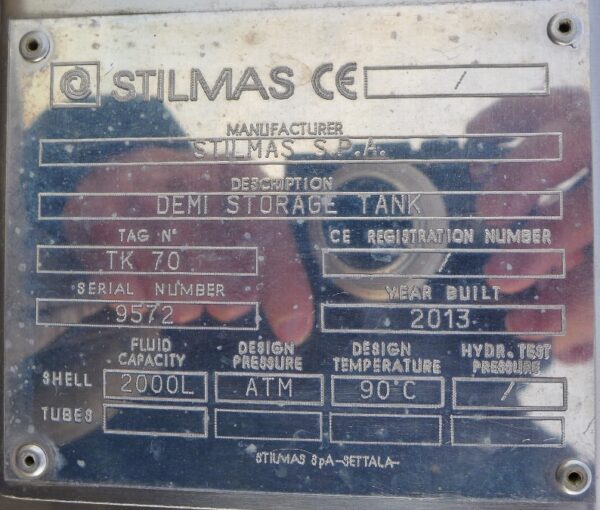 STILMAS CE /
MANUFACTURER
STILMAS S.P.A.
DESCRIPTION
DEMI STORAGE TANK
TAG N° CE REGISTRATION NUMBER
TK 70 /
SERIAL NUMBER YEAR BUILT
9572 2013
FLUID CAPACITY DESIGN PRESSURE DESIGN TEMPERATURE HYDR. TEST PRESSURE
SHELL 2000L ATM 90°C /
TUBES
STILMAS SpA-SETTALA-